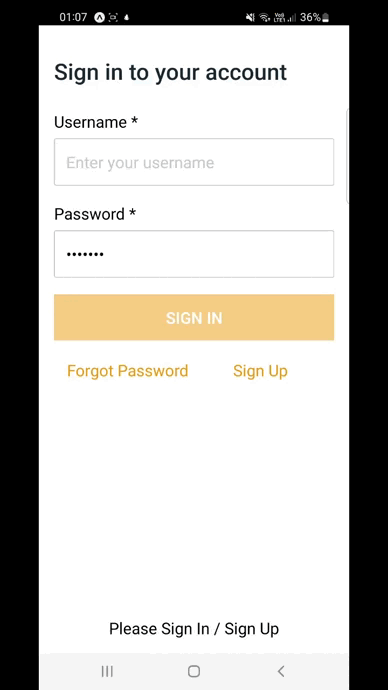 01:07 VoLTE1 36%
Sign in to your account
Username *
Enter your username
Password *
•••••••
SIGN IN
Forgot Password Sign Up
Please Sign In / Sign Up